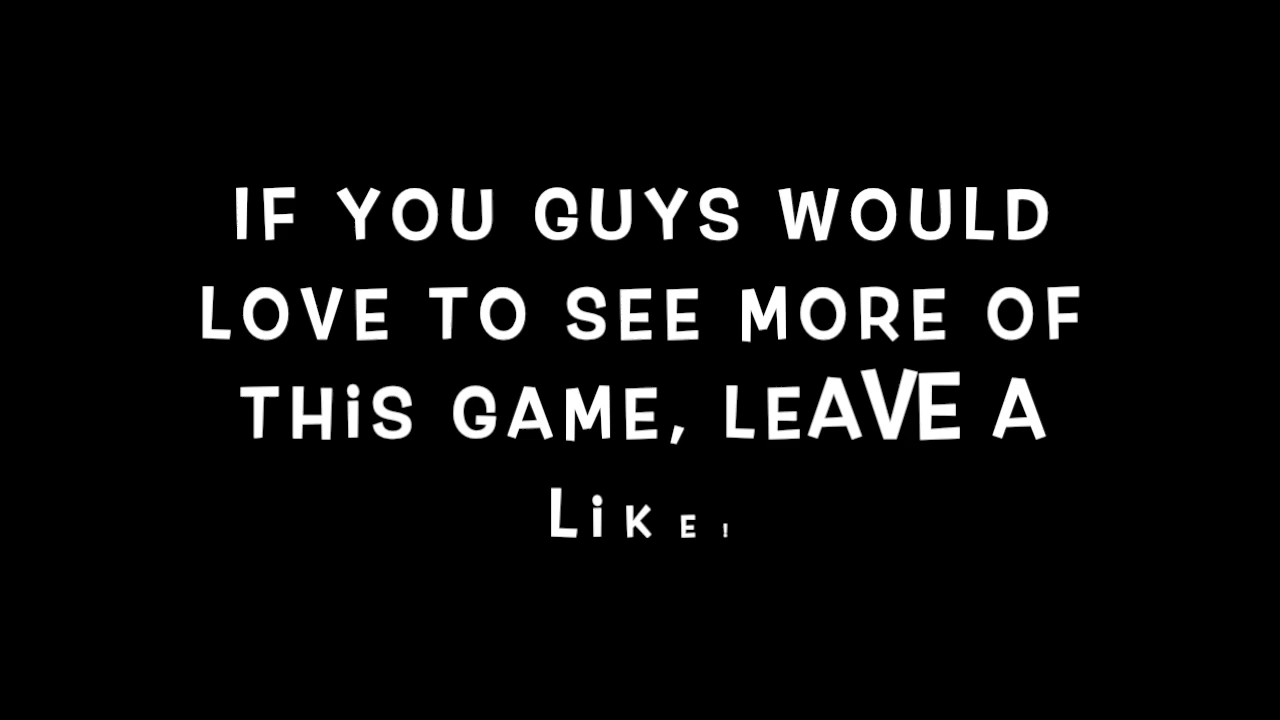 IF YOU GUYS WOULD
LOVE TO SEE MORE OF
THiS GAME, LEAVE A
LiKE!